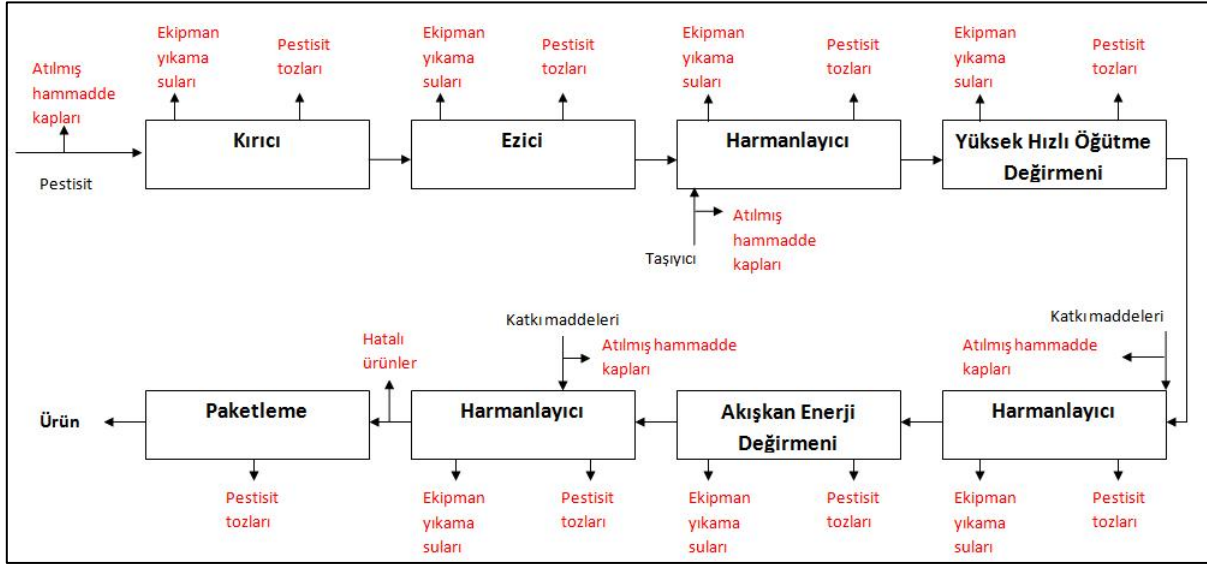 Ekipman
yıkama
suları
Pestisit
tozları
Ekipman
yıkama
suları
Pestisit
tozları
Ekipman
yıkama
suları
Pestisit
tozları
Ekipman
yıkama
suları
Pestisit
tozları
Atılmış
hammadde
kapları
Pestisit
Kırıcı
Ezici
Harmanlayıcı
Yüksek Hızlı Öğütme
Değirmeni
Taşıyıcı
Atılmış
hammadde
kapları
Katkı maddeleri
Atılmış hammadde
kapları
Harmanlayıcı
Ekipman
yıkama
suları
Pestisit
tozları
Akışkan Enerji
Değirmeni
Ekipman
yıkama
suları
Pestisit
tozları
Katkı maddeleri
Atılmış hammadde
kapları
Harmanlayıcı
Ekipman
yıkama
suları
Pestisit
tozları
Hatalı
ürünler
Paketleme
Pestisit
tozları
Ürün